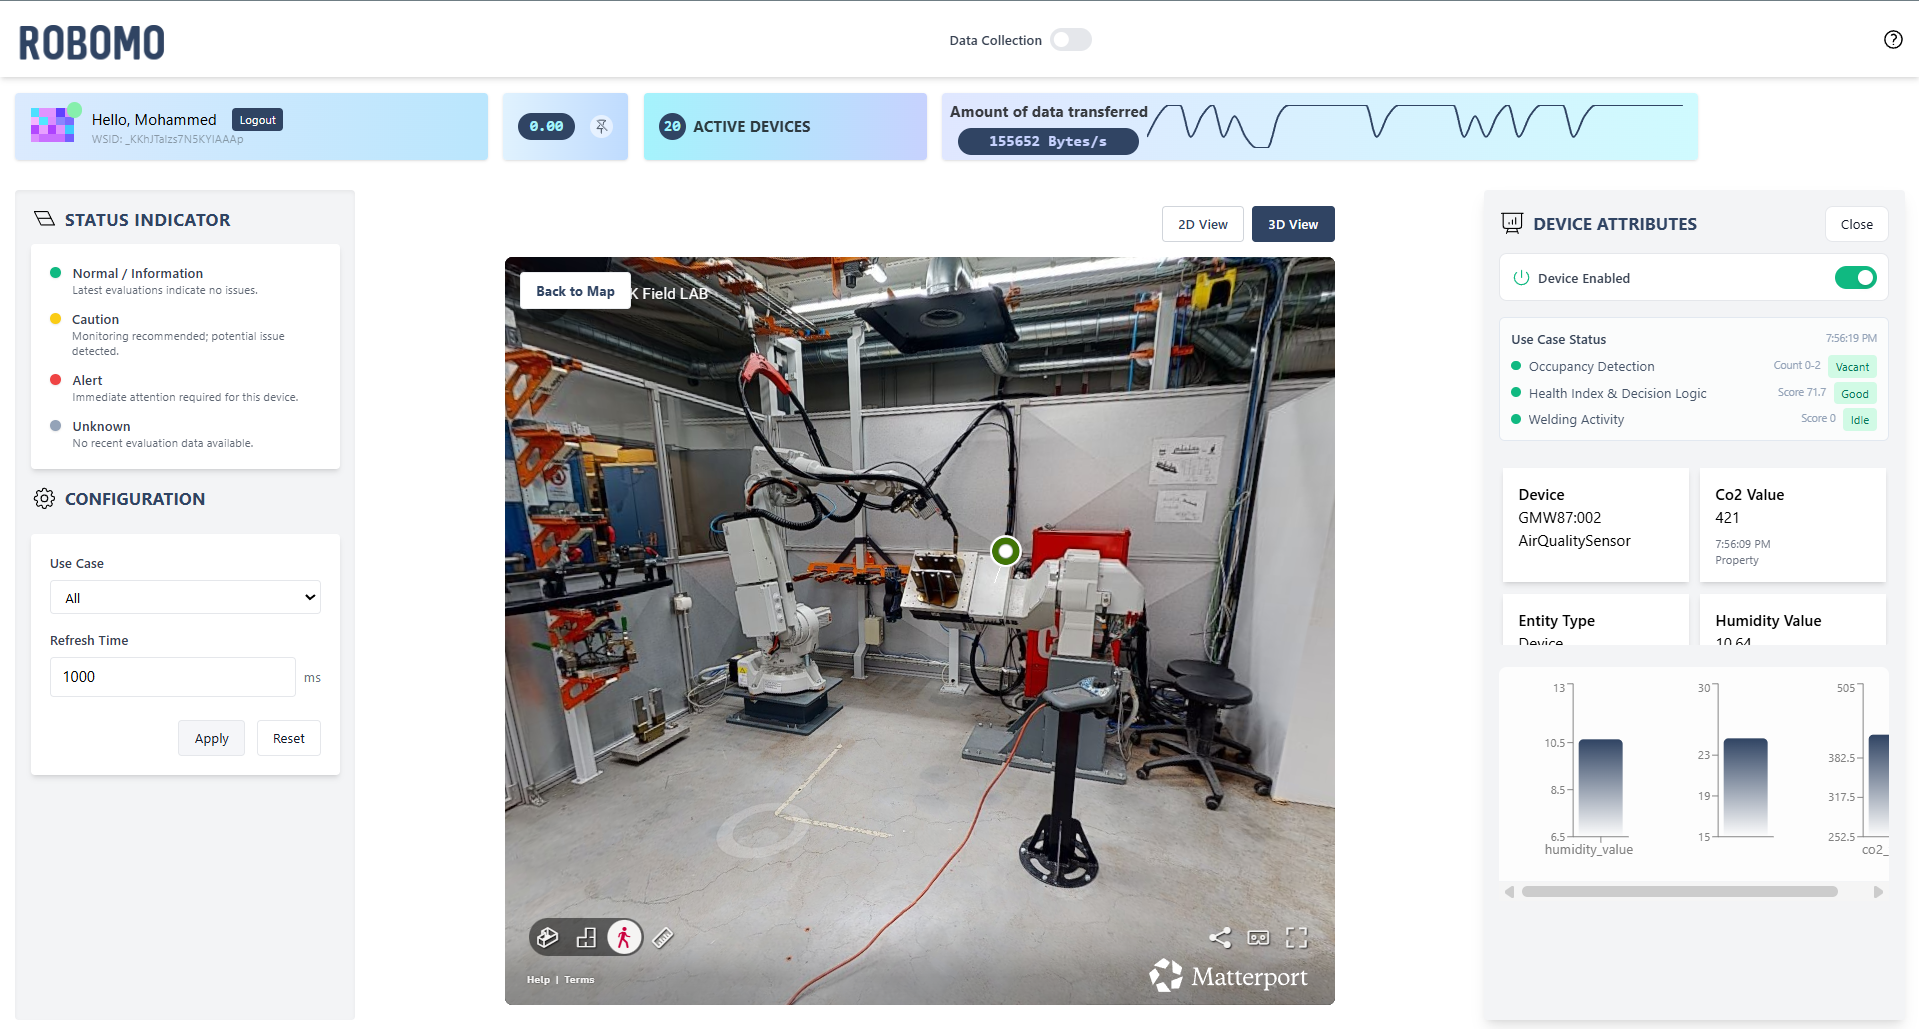 ROBOMO
Data Collection
Hello, Mohammed
Logout
0.00
20 ACTIVE DEVICES
Amount of data transferred
155652 Bytes/s
STATUS INDICATOR
Normal / Information
Latest evaluations indicate no issues.
Caution
Monitoring recommended; potential issue
detected.
Alert
Immediate attention required for this device.
Unknown
No recent evaluation data available.
CONFIGURATION
Use Case
All
Refresh Time
1000
ms
Apply
Reset
2D View
3D View
Back to Map
K Field LAB
Help | Terms
Matterport
DEVICE ATTRIBUTES
Close
Device Enabled
Use Case Status
7:56:19 PM
Occupancy Detection
Count 0-2
Vacant
Health Index & Decision Logic
Score 71.7
Good
Welding Activity
Score 0
Idle
Device
GMW87:002
AirQualitySensor
Co2 Value
421
7:56:09 PM
Property
Entity Type
Device
Humidity Value
10.64
13
10.5
8.5
6.5
humidity_value
30
23
19
15
505
382.5
317.5
252.5
co2_